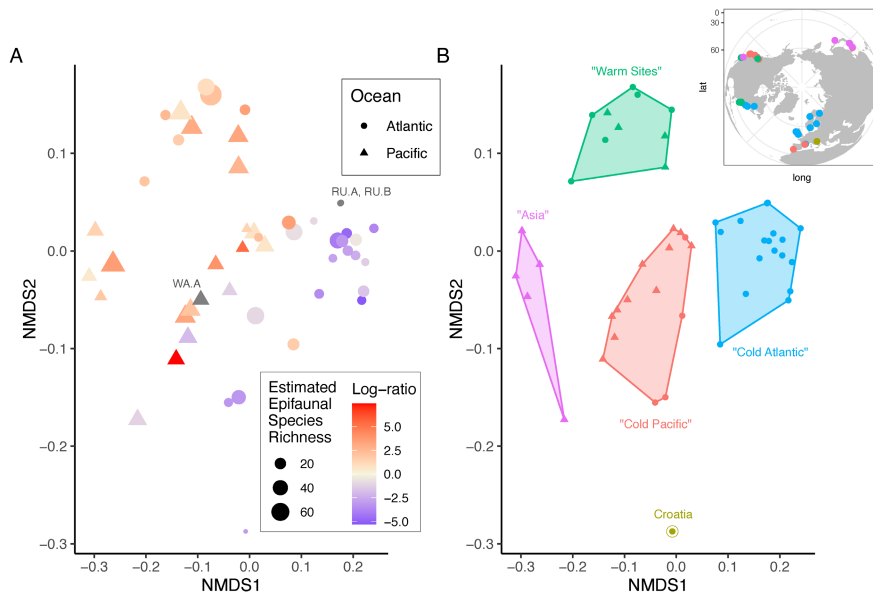 A
B
0
30
60
lat
long
Ocean
Atlantic
Pacific
RU.A, RU.B
WA.A
0.1
0.0
−0.1
−0.2
−0.3
NMDS2
−0.3
−0.2
−0.1
0.0
0.1
0.2
NMDS1
Estimated
Epifaunal
Species
Richness
20
40
60
Log−ratio
5.0
2.5
0.0
−2.5
−5.0
"Warm Sites"
"Asia"
"Cold Atlantic"
"Cold Pacific"
Croatia
0.1
0.0
−0.1
−0.2
−0.3
NMDS2
−0.3
−0.2
−0.1
0.0
0.1
0.2
NMDS1